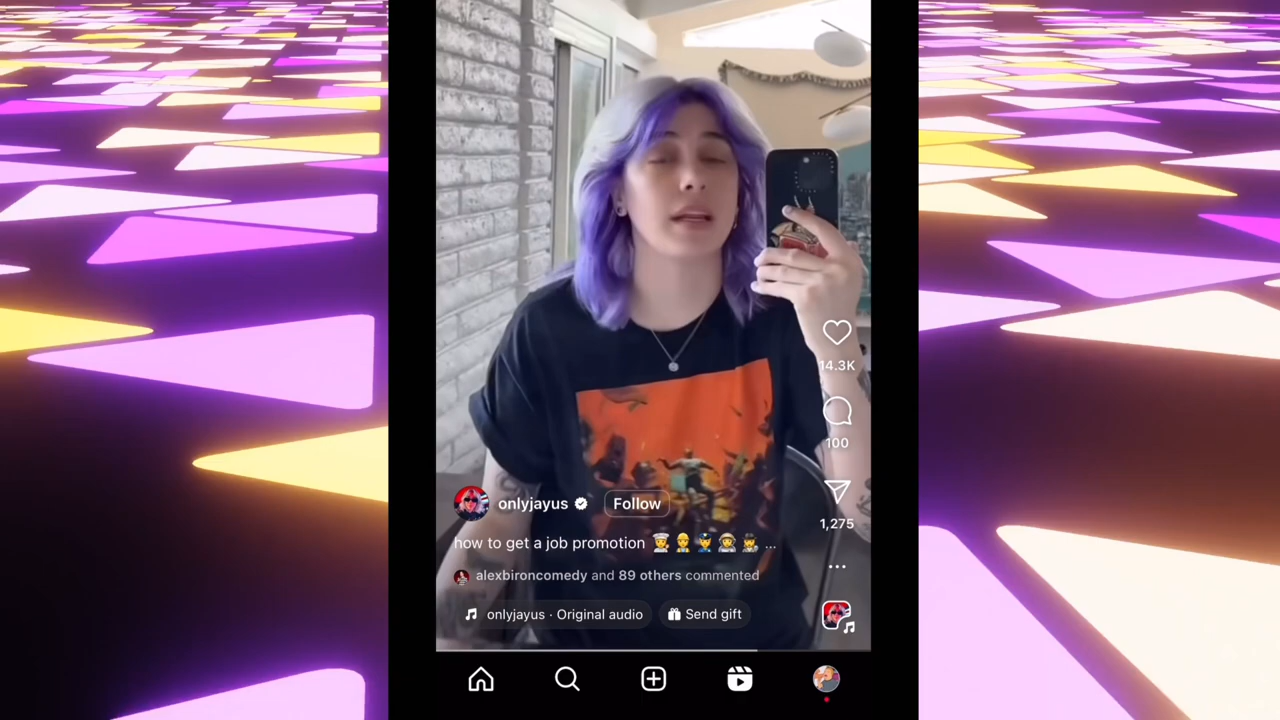 14.3K
100
1,275
onlyjayus Follow
how to get a job promotion 👨‍🍳 👷 👮 👨‍🚀 🕵️ ...
alexbironcomedy and 89 others commented
onlyjayus · Original audio Send gift